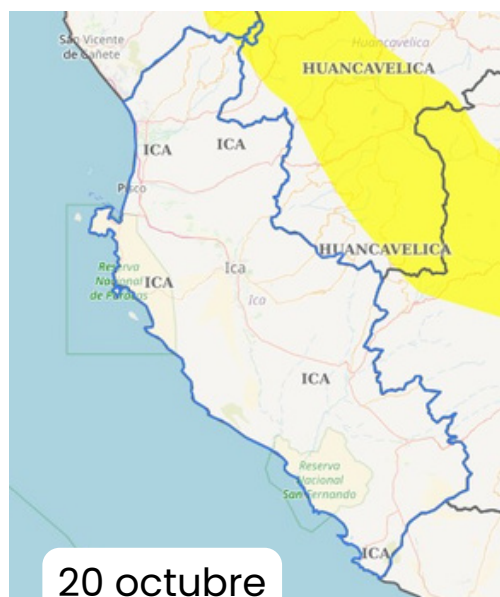 San Vicente
de Cañete
Huancavelica
HUANCAVELICA
ICA
ICA
Pisco
HUANCAVELICA
Reserva
Nacional
de Paracas
ICA
Ica
Ica
ICA
Reserva
Nacional
San Fernando
ICA
20 octubre